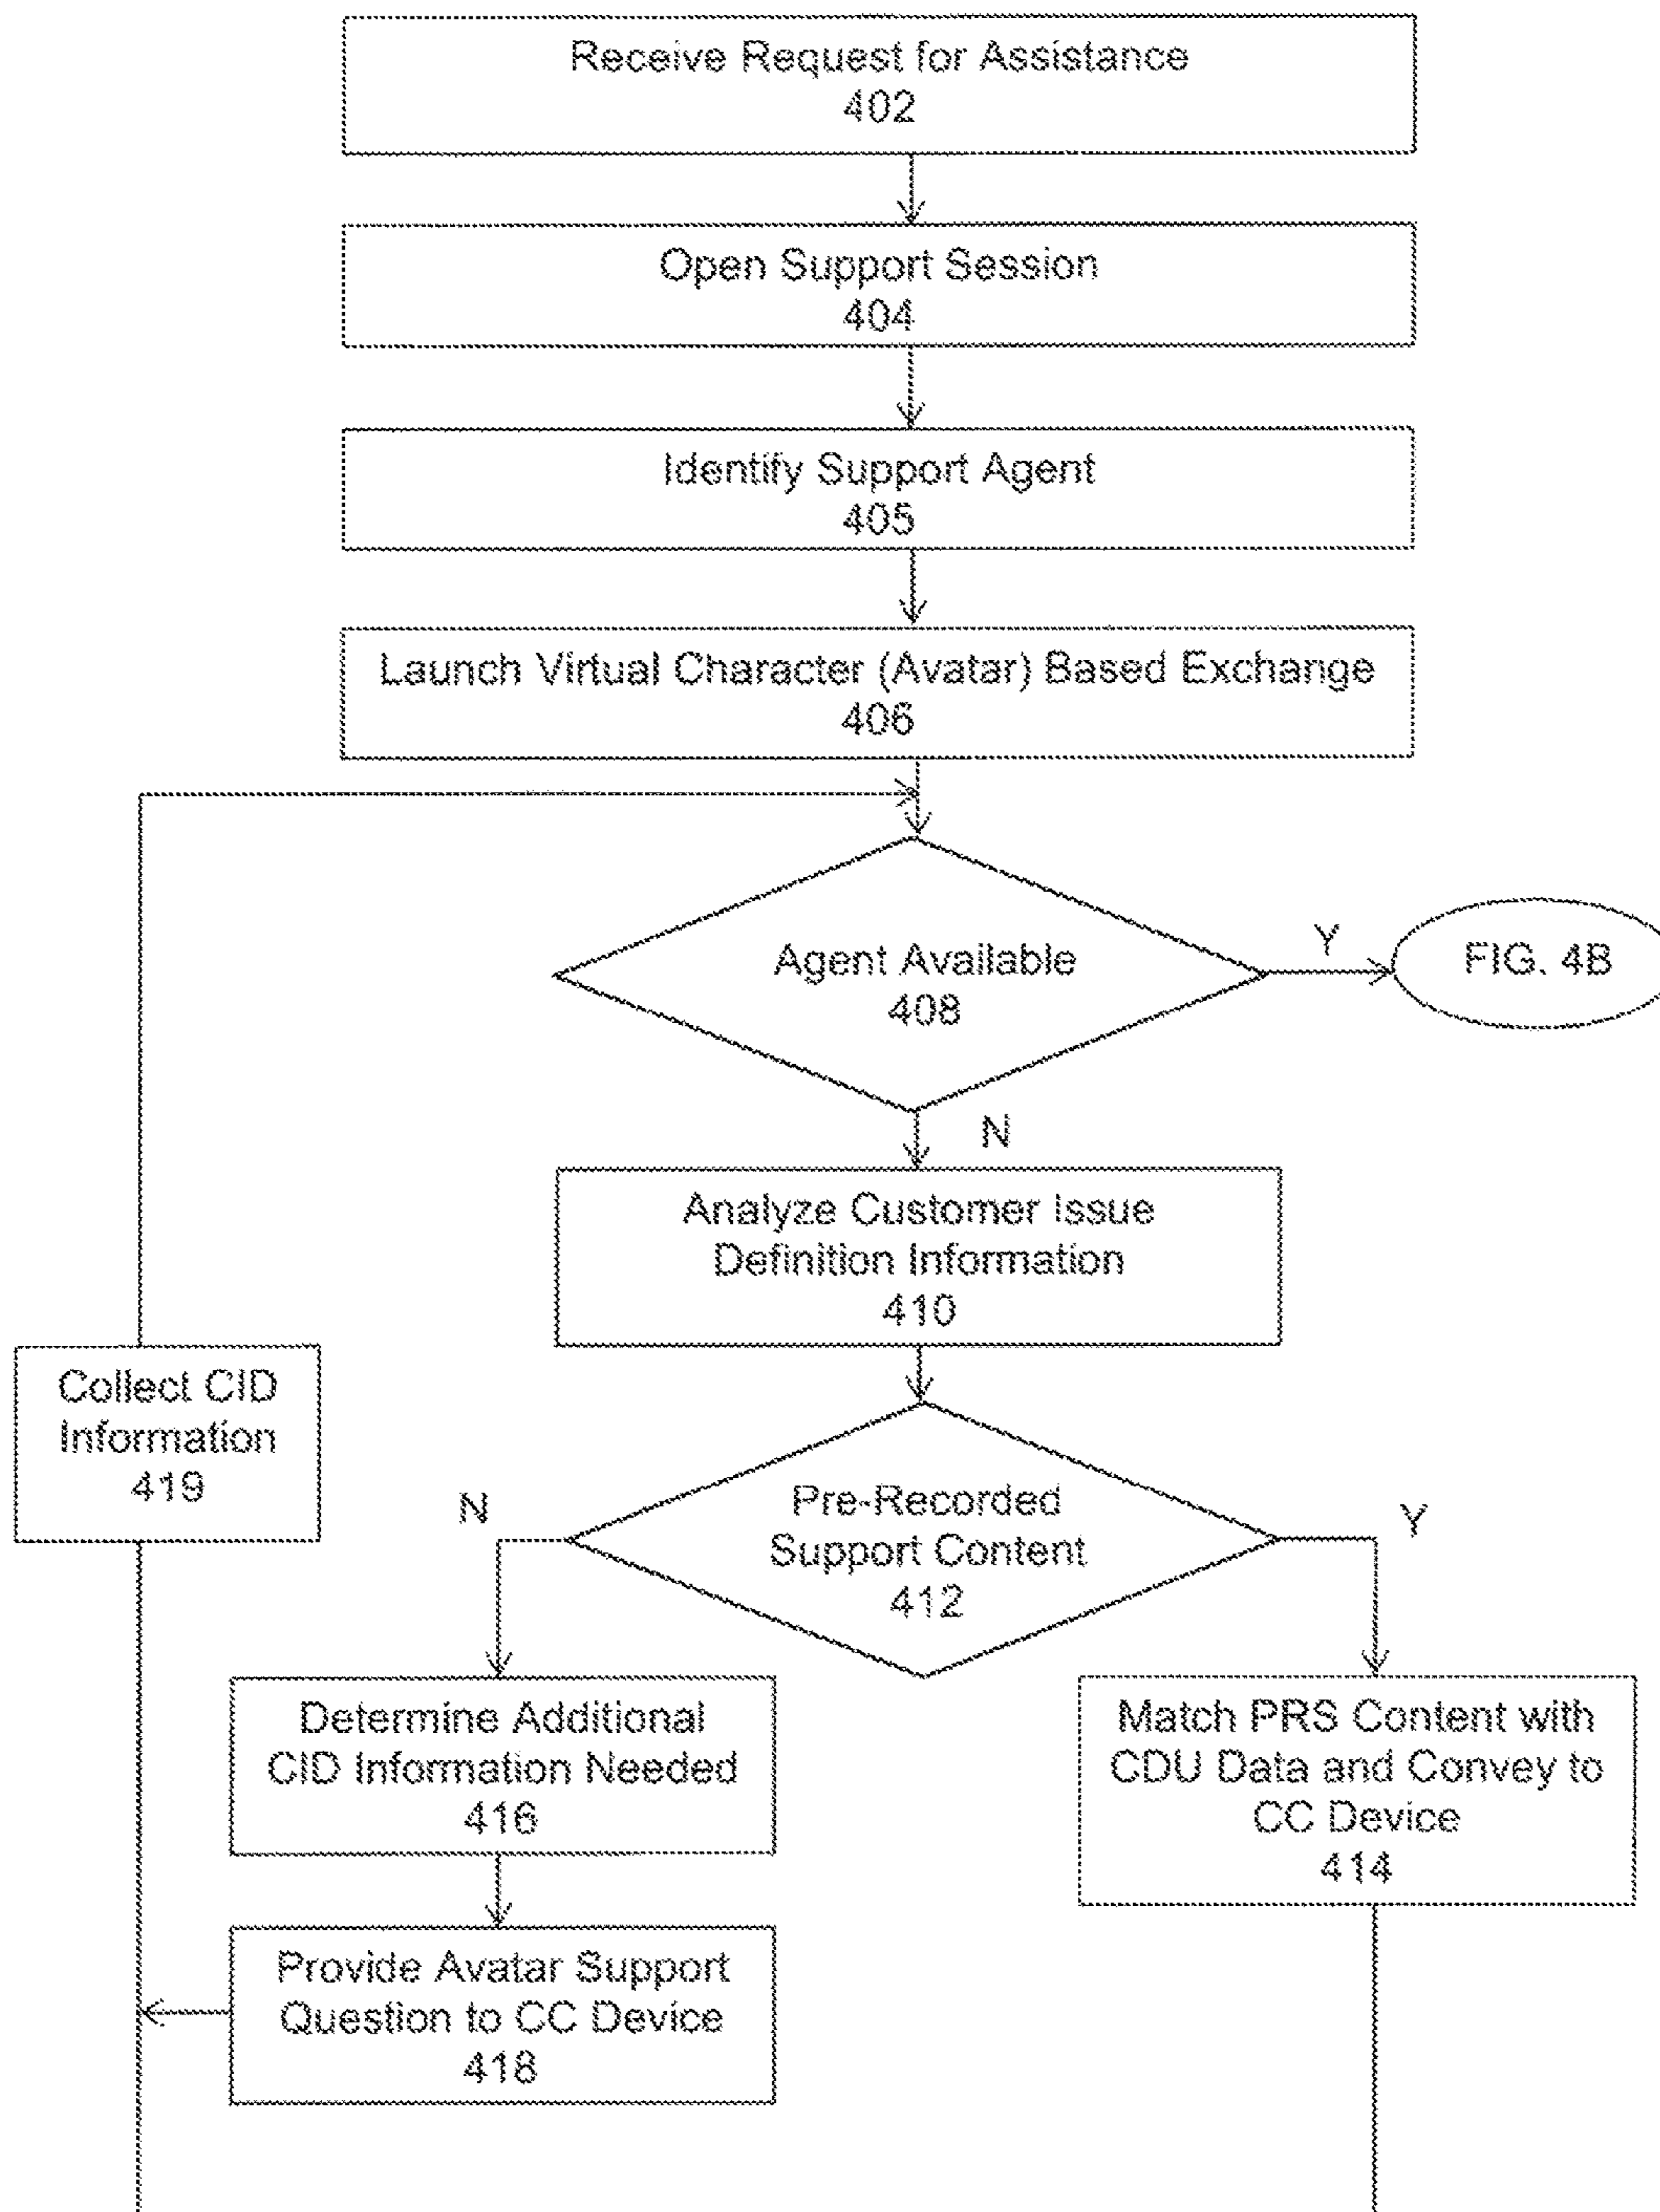 Receive Request for Assistance
402
Open Support Session
404
Identify Support Agent
405
Launch Virtual Character (Avatar) Based Exchange
406
Agent Available
408
Y
FIG. 4B
N
Analyze Customer Issue
Definition Information
410
Collect CID
Information
419
N
Pre-Recorded
Support Content
412
Y
Determine Additional
CID Information Needed
416
Match PRS Content with
CDU Data and Convey to
CC Device
414
Provide Avatar Support
Question to CC Device
418